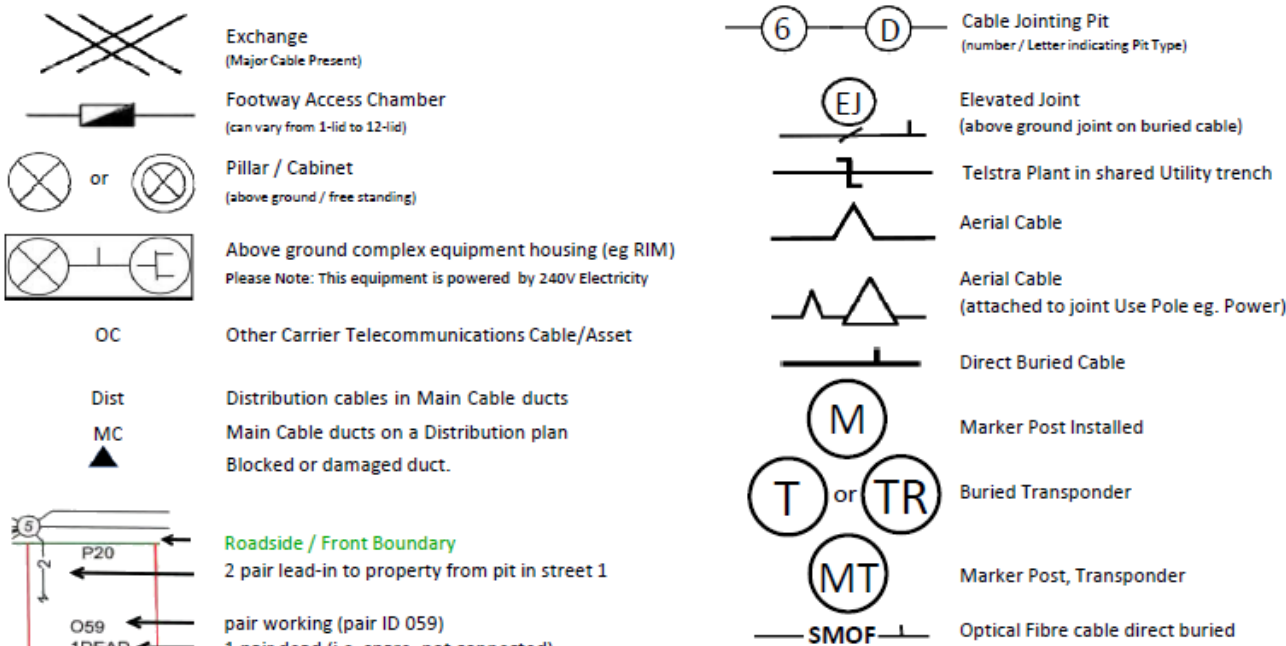 Exchange
(Major Cable Present)
Footway Access Chamber
(can vary from 1-lid to 12-lid)
or
Pillar / Cabinet
(above ground / free standing)
Above ground complex equipment housing (eg RIM)
Please Note: This equipment is powered by 240V Electricity
OC Other Carrier Telecommunications Cable/Asset
Dist Distribution cables in Main Cable ducts
MC Main Cable ducts on a Distribution plan
Blocked or damaged duct.
5
Roadside / Front Boundary
P20
2
2 pair lead-in to property from pit in street 1
O59 pair working (pair ID 059)
1DEAD 1 pair dead (i.e. spare, not connected)
6 D Cable Jointing Pit
(number / Letter indicating Pit Type)
EJ Elevated Joint
(above ground joint on buried cable)
Telstra Plant in shared Utility trench
Aerial Cable
Aerial Cable
(attached to joint Use Pole eg. Power)
Direct Buried Cable
M Marker Post Installed
T or TR Buried Transponder
MT Marker Post, Transponder
SMOF Optical Fibre cable direct buried